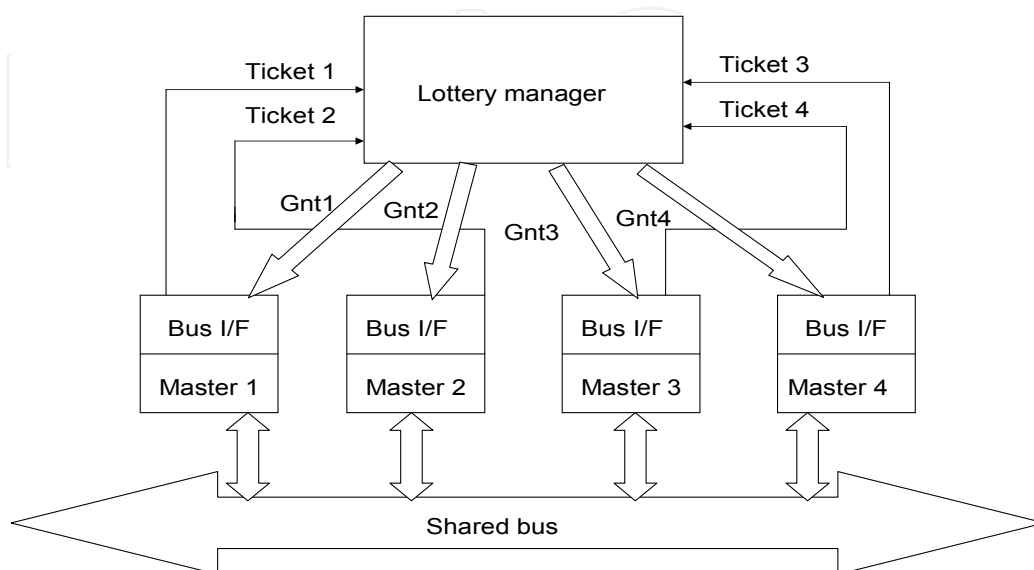 Ticket 1
Ticket 3
Lottery manager
Ticket 2
Ticket 4
Gnt1
Gnt2
Gnt3
Gnt4
Bus I/F
Bus I/F
Bus I/F
Bus I/F
Master 1
Master 2
Master 3
Master 4
Shared bus